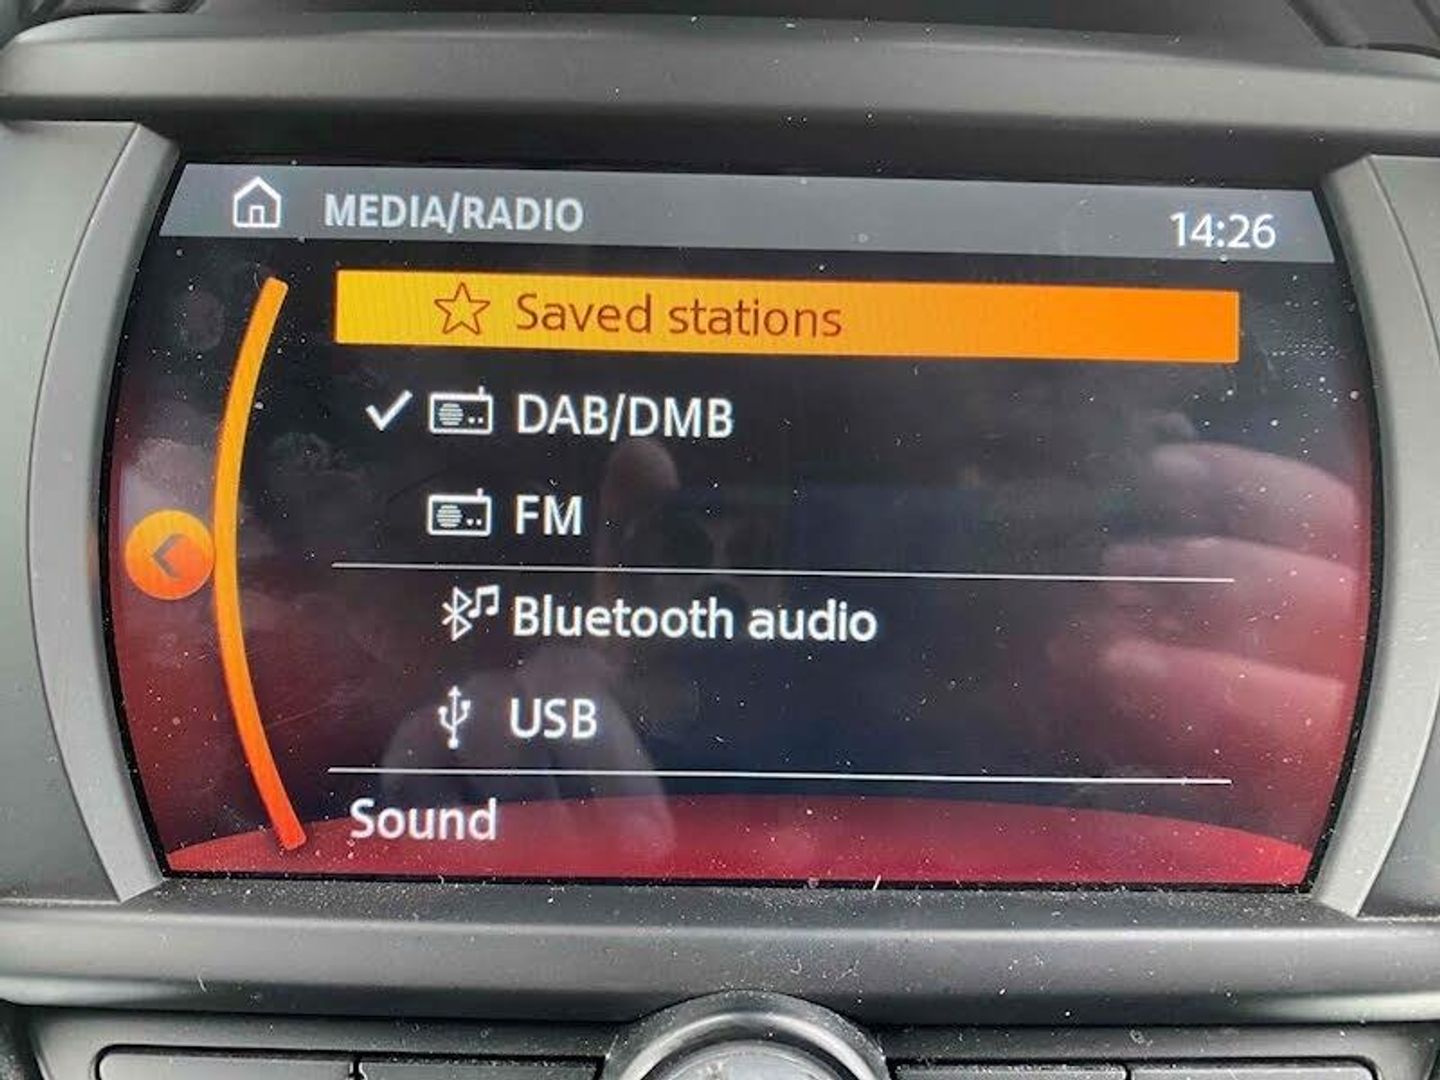 MEDIA/RADIO
14:26
Saved stations
DAB/DMB
FM
Bluetooth audio
USB
Sound